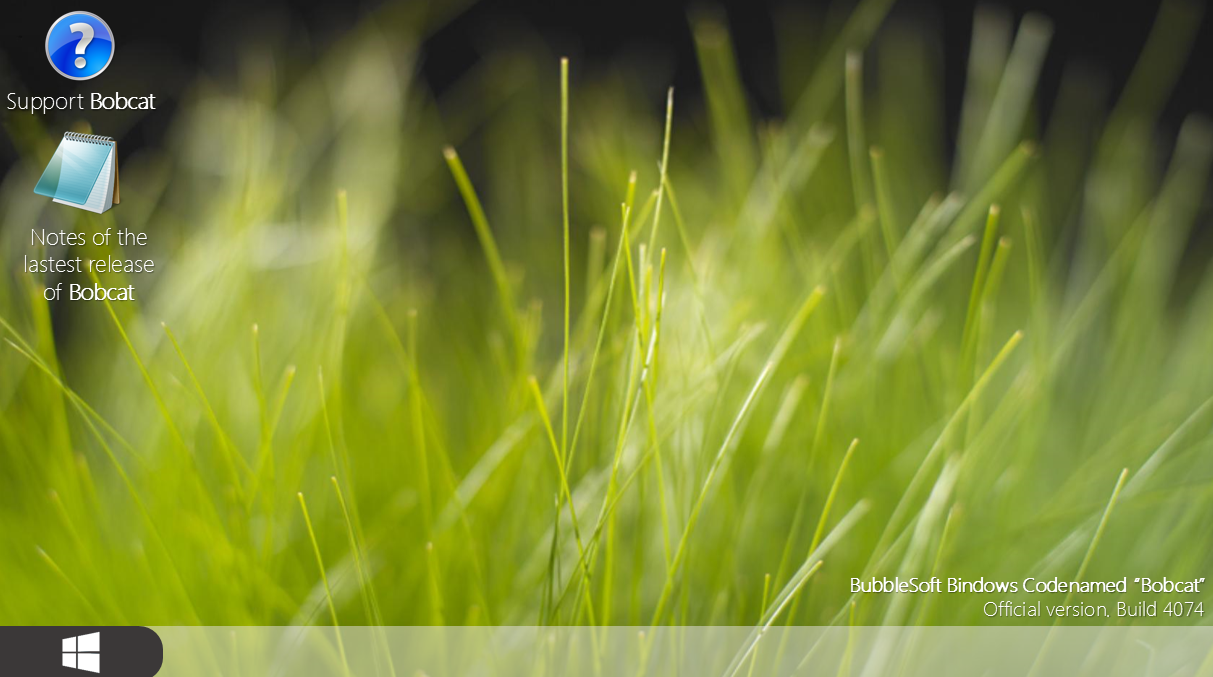 Support Bobcat
Notes of the
lastest release
of Bobcat
BubbleSoft Bindows Codenamed “Bobcat”
Official version, Build 4074